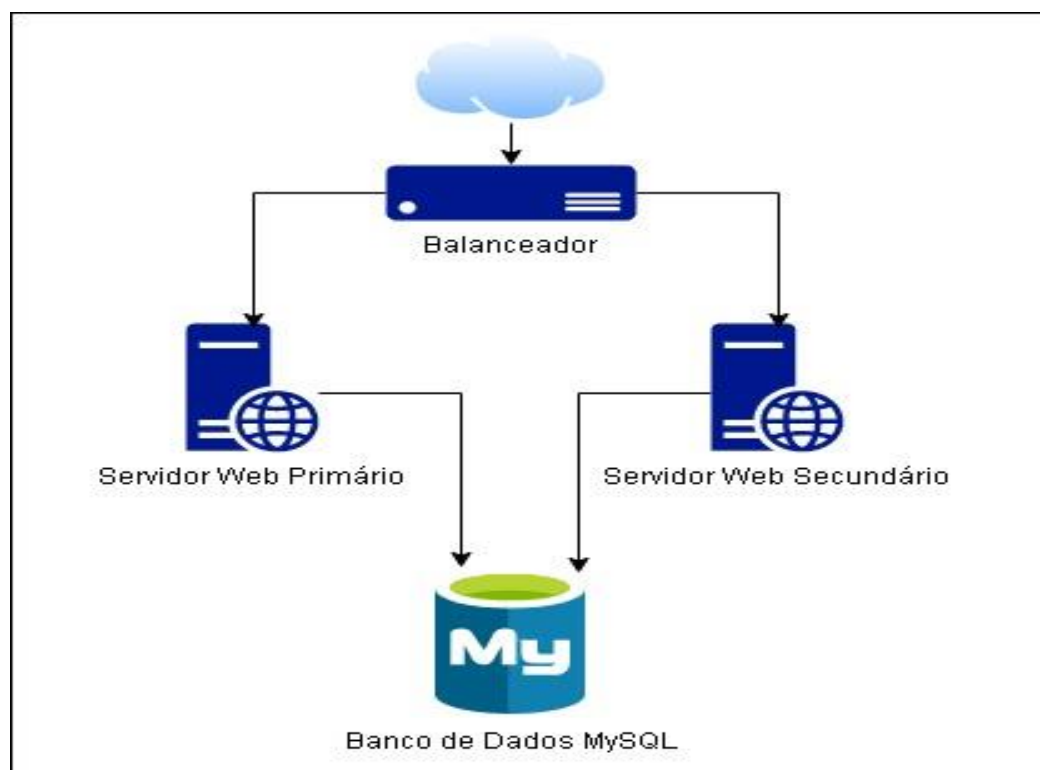 Balanceador
Servidor Web Primário
Servidor Web Secundário
My
Banco de Dados MySQL